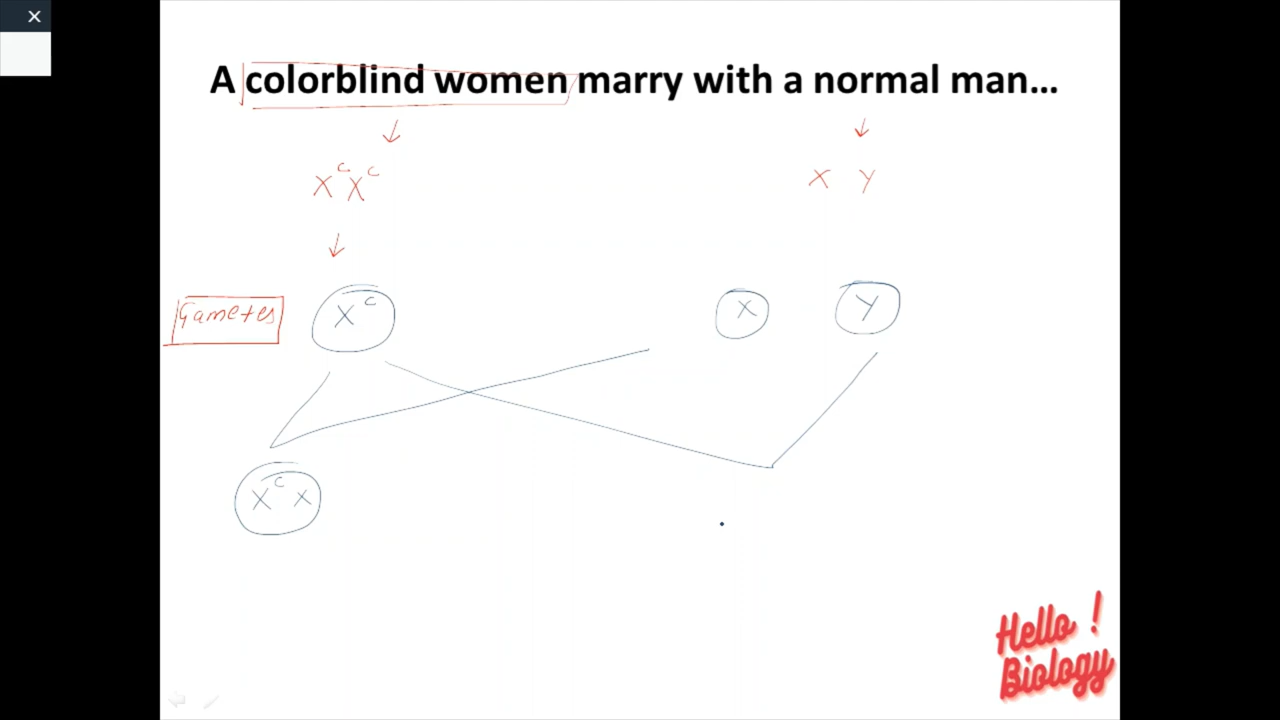 A colorblind women marry with a normal man...
X^c X^c X Y
Gametes X^c X Y
X^c X
Hello !
Biology